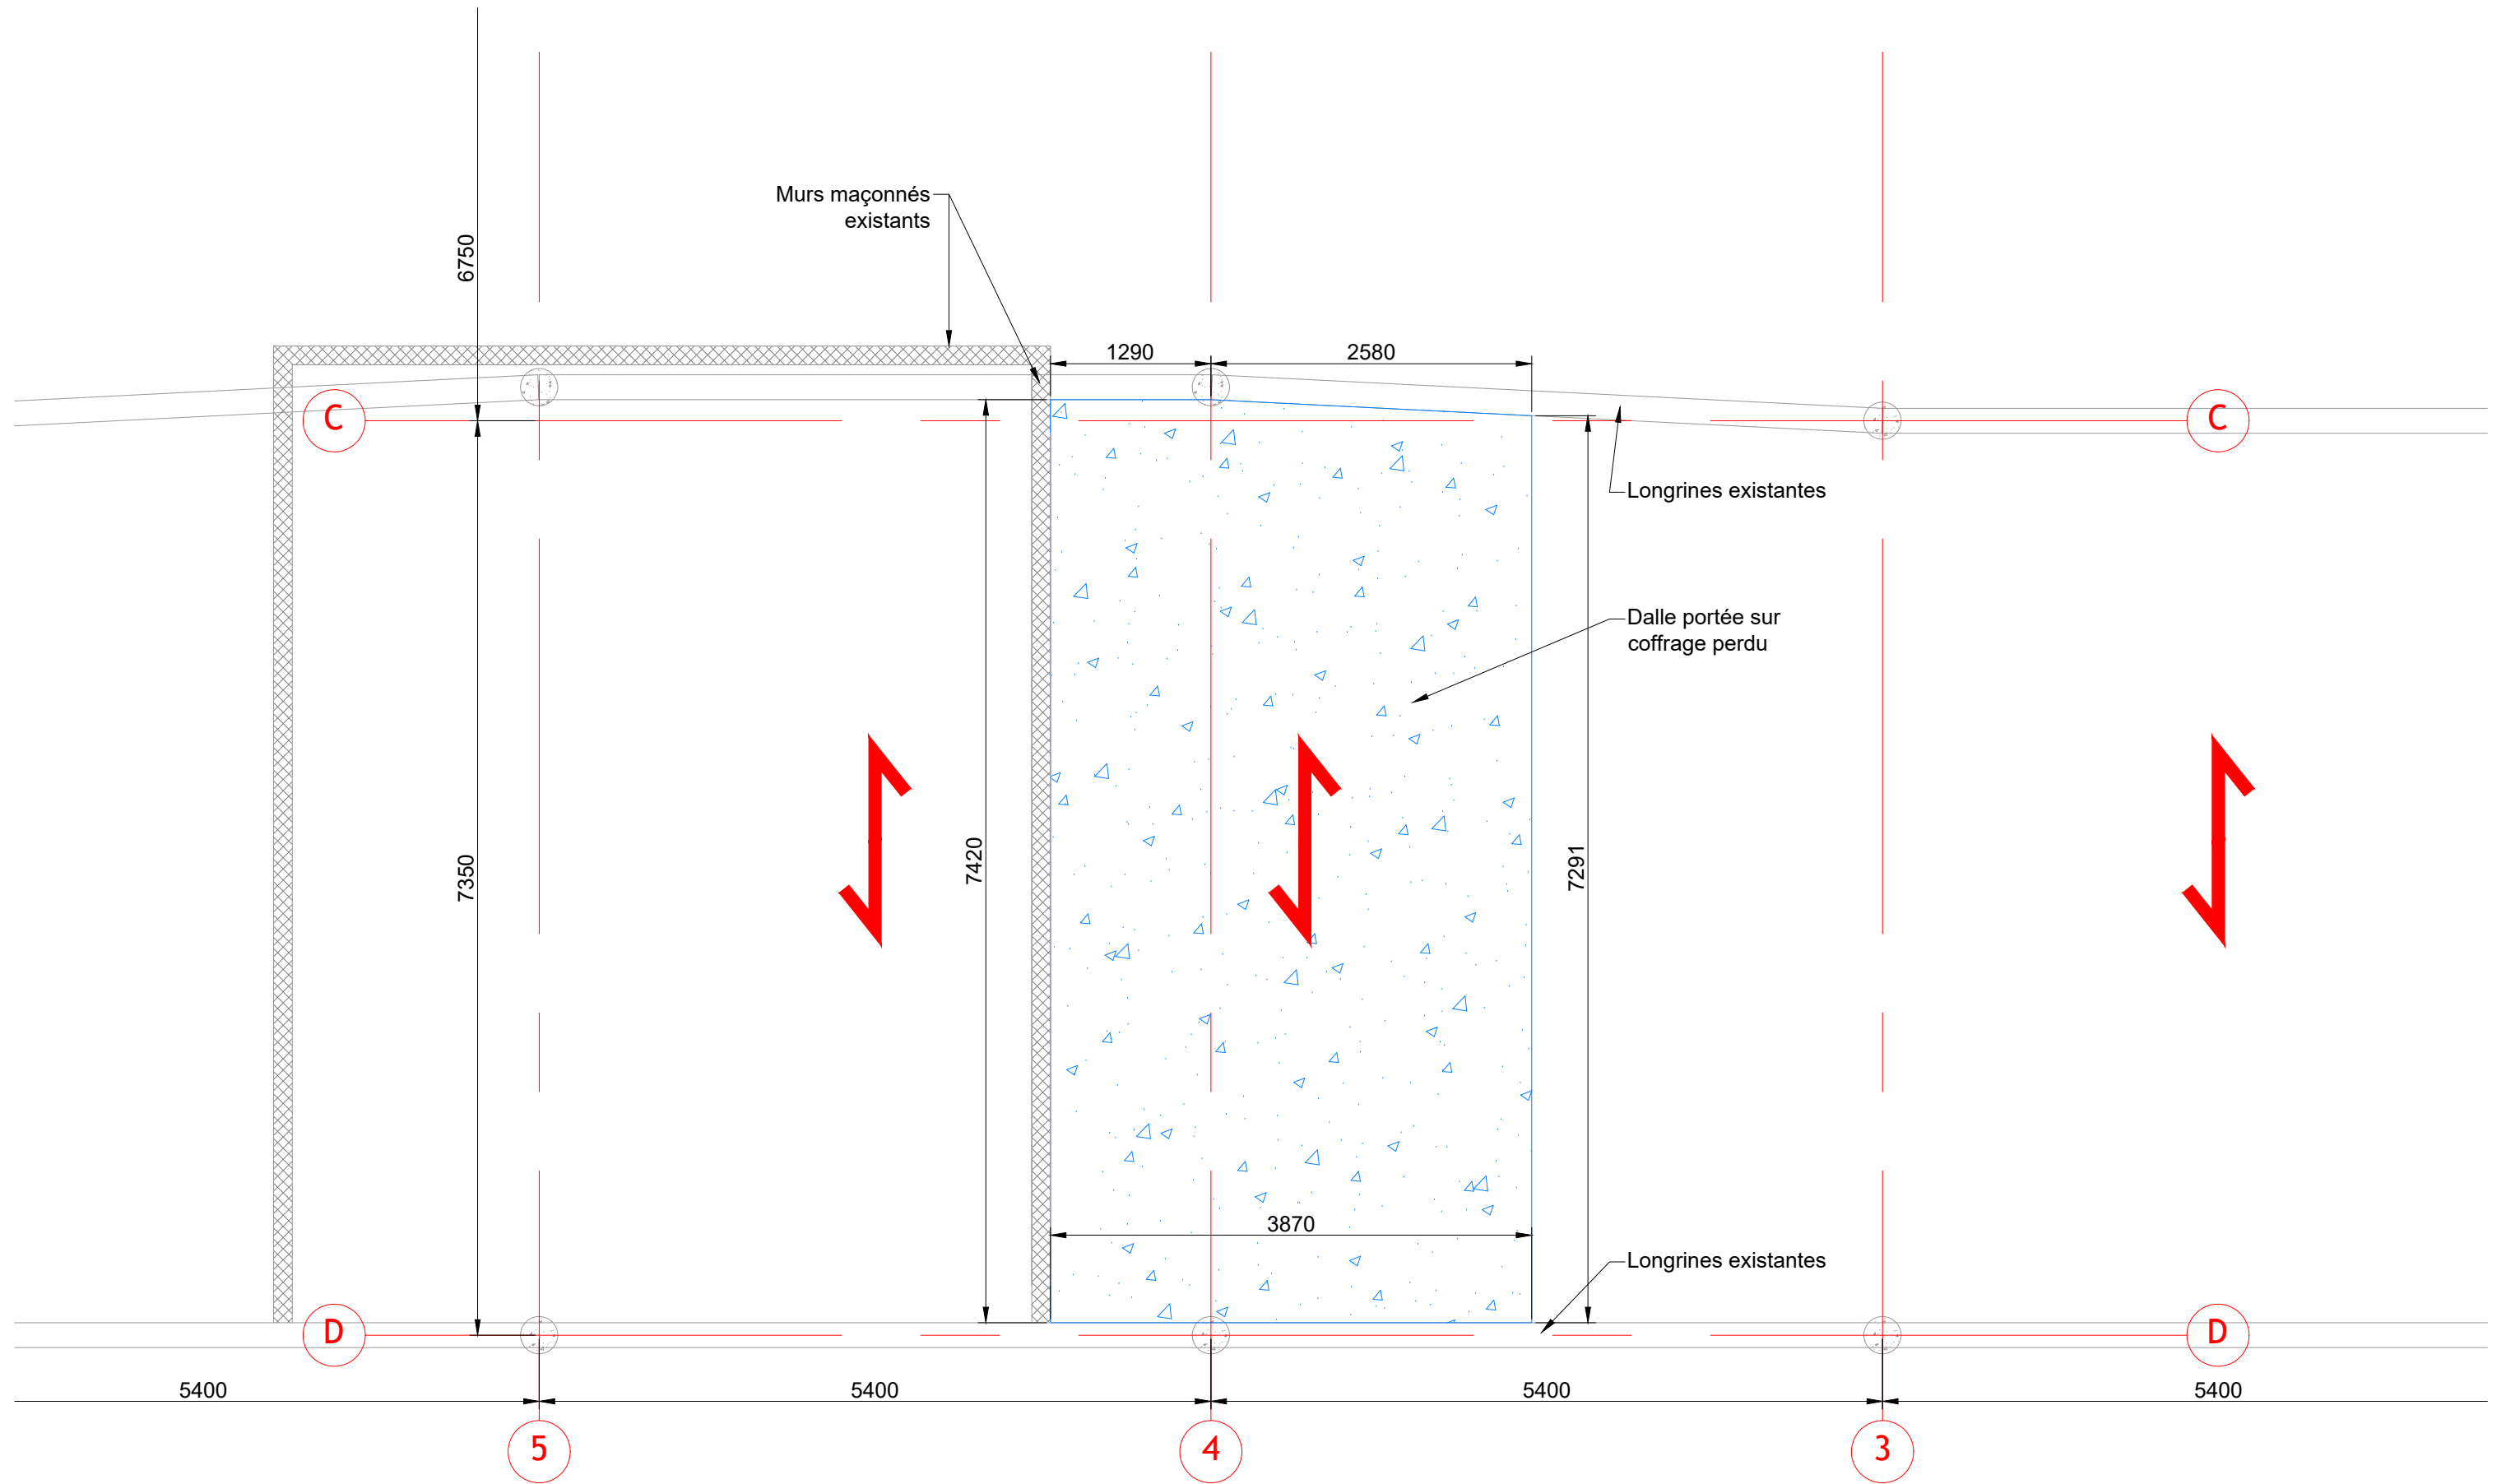 Murs maçonnés
existants
6750
1290
2580
C
C
Longrines existantes
Dalle portée sur
coffrage perdu
7350
7420
7291
3870
Longrines existantes
D
D
5400
5400
5400
5400
5
4
3